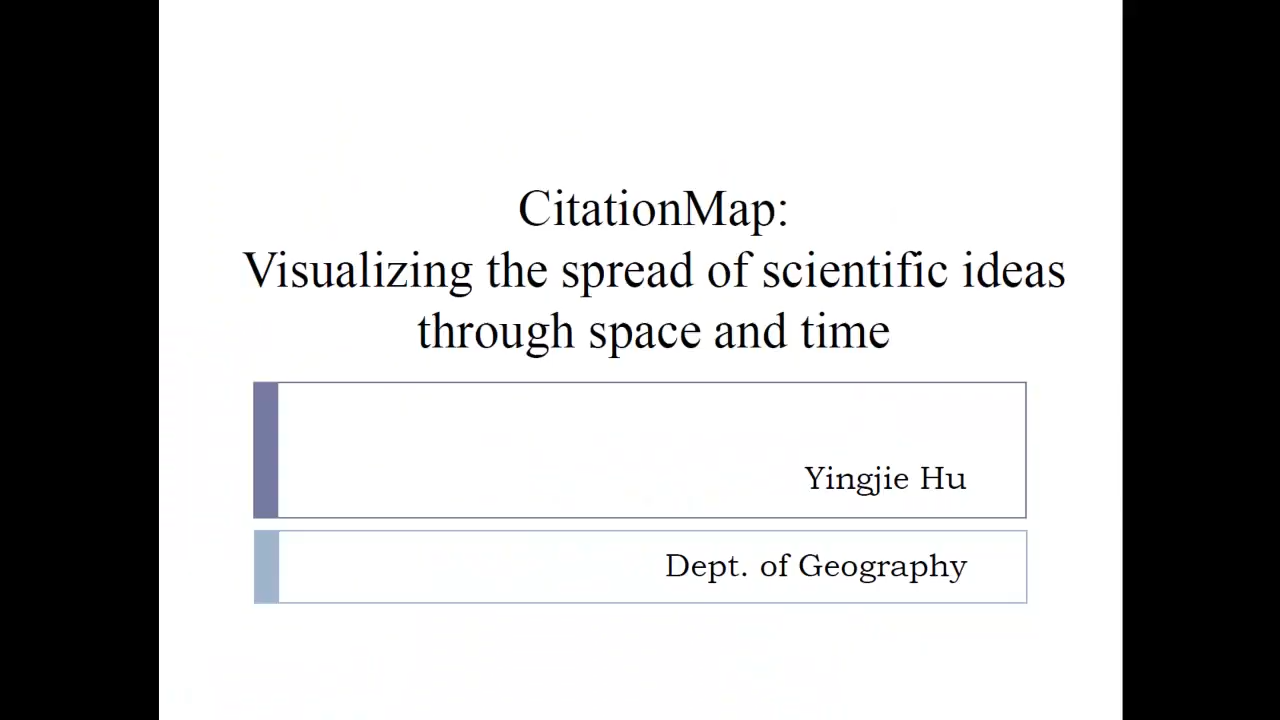 CitationMap:
Visualizing the spread of scientific ideas
through space and time
Yingjie Hu
Dept. of Geography